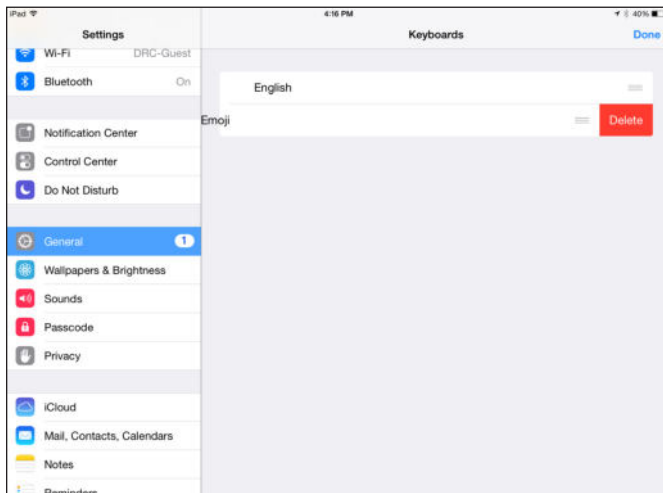 iPad 4:16 PM 40%
Settings
Keyboards
Done
Wi-Fi DRC-Guest
Bluetooth On
Notification Center
Control Center
Do Not Disturb
General 1
Wallpapers & Brightness
Sounds
Passcode
Privacy
iCloud
Mail, Contacts, Calendars
Notes
Reminders
English
Emoji
Delete